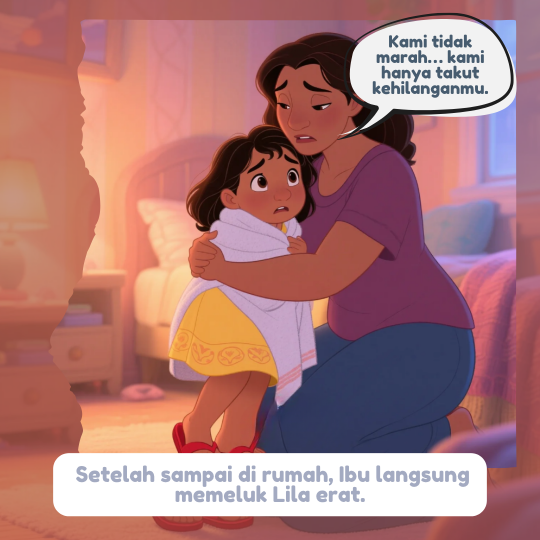 Kami tidak
marah... kami
hanya takut
kehilanganmu.
Setelah sampai di rumah, Ibu langsung
memeluk Lila erat.